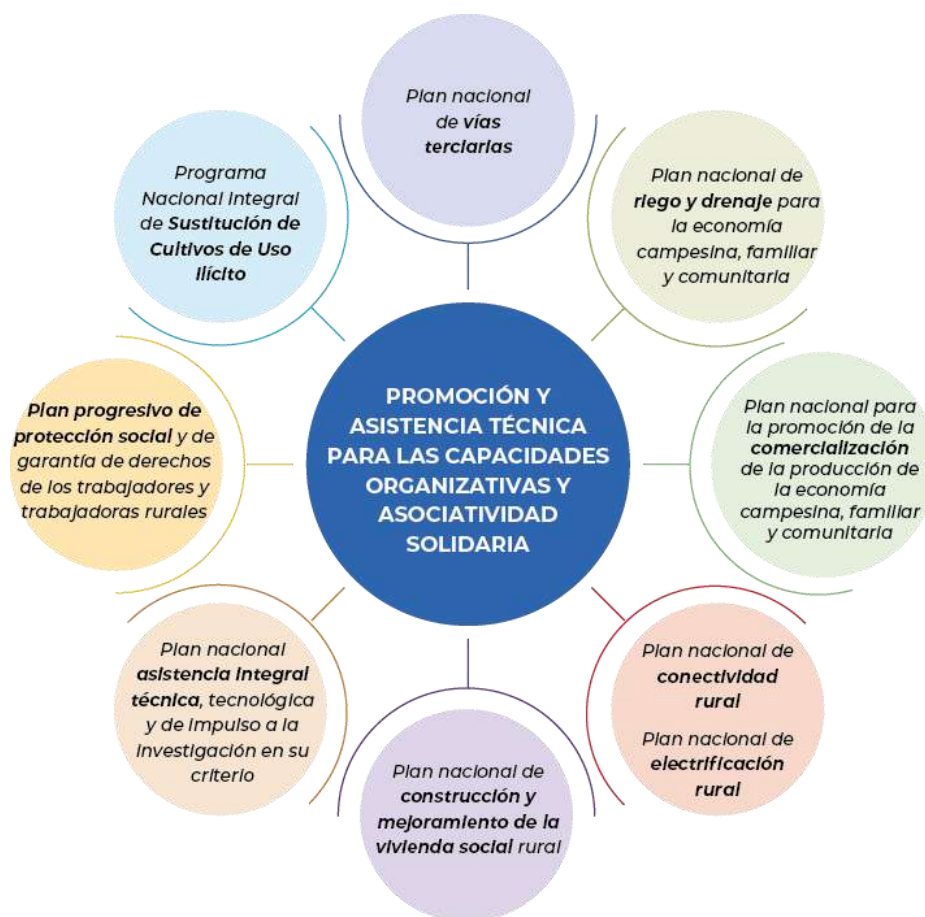 Plan nacional
de vías
terciarias
Plan nacional de
riego y drenaje para
la economía
campesina, familiar
y comunitaria
Plan nacional para
la promoción de la
comercialización
de la producción de
la economía
campesina, familiar
y comunitaria
Plan nacional de
conectividad
rural
Plan nacional de
electrificación
rural
Plan nacional de
construcción y
mejoramiento de la
vivienda social rural
Plan nacional
asistencia integral
técnica, tecnológica
y de impulso a la
investigación en su
criterio
Plan progresivo de
protección social y de
garantía de derechos
de los trabajadores y
trabajadoras rurales
Programa
Nacional Integral
de Sustitución de
Cultivos de Uso
Ilícito
PROMOCIÓN Y
ASISTENCIA TÉCNICA
PARA LAS CAPACIDADES
ORGANIZATIVAS Y
ASOCIATIVIDAD
SOLIDARIA